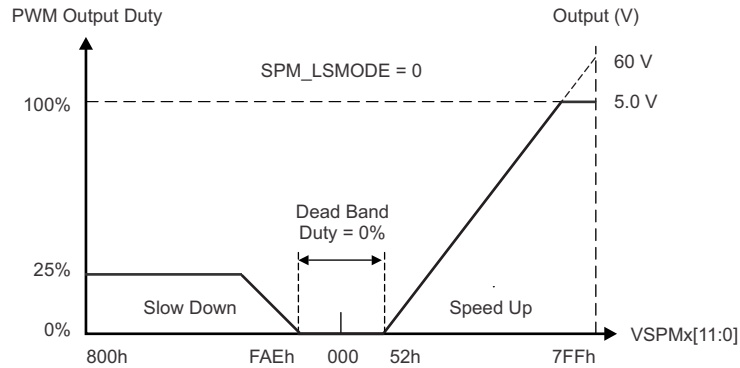 PWM Output Duty
Output (V)
SPM_LSMODE = 0
60 V
100%
5.0 V
Dead Band
Duty = 0%
25%
Slow Down
Speed Up
0%
VSPMx[11:0]
800h
FAEh
000
52h
7FFh